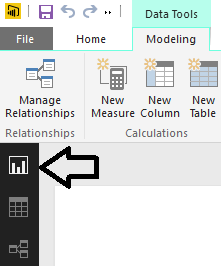 Data Tools
File Home Modeling
Manage Relationships
New Measure
New Column
New Table
Relationships Calculations